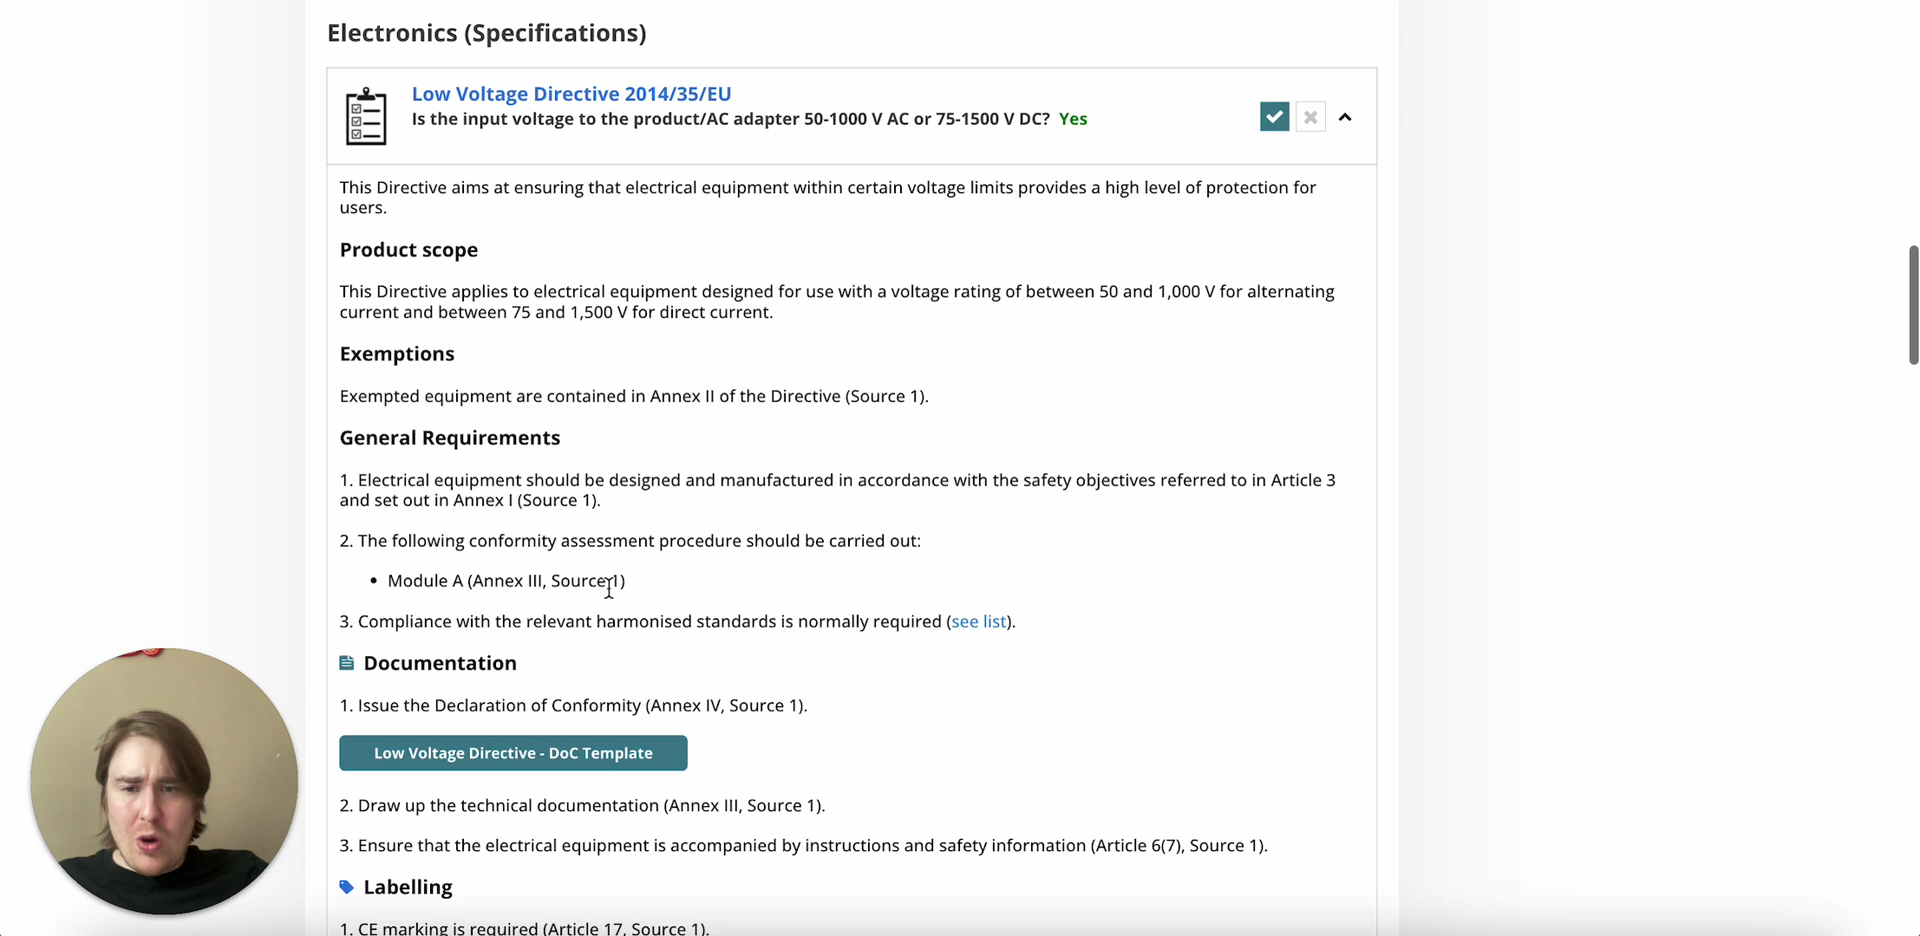 Electronics (Specifications)
Low Voltage Directive 2014/35/EU
Is the input voltage to the product/AC adapter 50-1000 V AC or 75-1500 V DC? Yes
This Directive aims at ensuring that electrical equipment within certain voltage limits provides a high level of protection for
users.
Product scope
This Directive applies to electrical equipment designed for use with a voltage rating of between 50 and 1,000 V for alternating
current and between 75 and 1,500 V for direct current.
Exemptions
Exempted equipment are contained in Annex II of the Directive (Source 1).
General Requirements
1. Electrical equipment should be designed and manufactured in accordance with the safety objectives referred to in Article 3
and set out in Annex I (Source 1).
2. The following conformity assessment procedure should be carried out:
• Module A (Annex III, Source 1)
3. Compliance with the relevant harmonised standards is normally required (see list).
Documentation
1. Issue the Declaration of Conformity (Annex IV, Source 1).
Low Voltage Directive - DoC Template
2. Draw up the technical documentation (Annex III, Source 1).
3. Ensure that the electrical equipment is accompanied by instructions and safety information (Article 6(7), Source 1).
Labelling
1. CE marking is required (Article 17, Source 1).